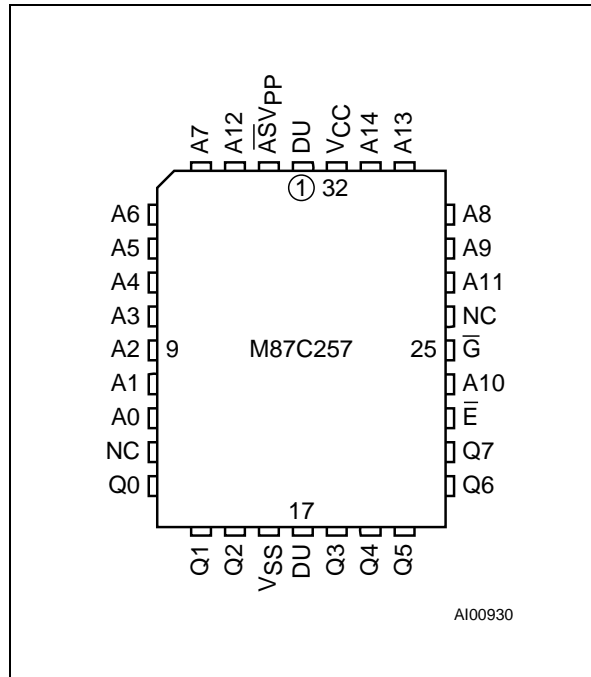 A7
A12
A̅S̅VPP
DU
VCC
A14
A13
1 32
A6
A5
A4
A3
A2
A1
A0
NC
Q0
9 M87C257 25
A8
A9
A11
NC
G̅
A10
E̅
Q7
Q6
17
Q1
Q2
VSS
DU
Q3
Q4
Q5
AI00930